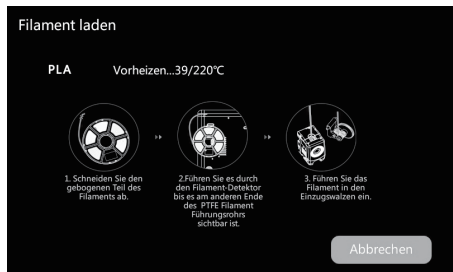 Filament laden
PLA Vorheizen...39/220℃
1. Schneiden Sie den
gebogenen Teil des
Filaments ab.
2.Führen Sie es durch
den Filament-Detektor
bis es am anderen Ende
des PTFE Filament
Führungsrohrs
sichtbar ist.
3. Führen Sie das
Filament in den
Einzugswalzen ein.
Abbrechen